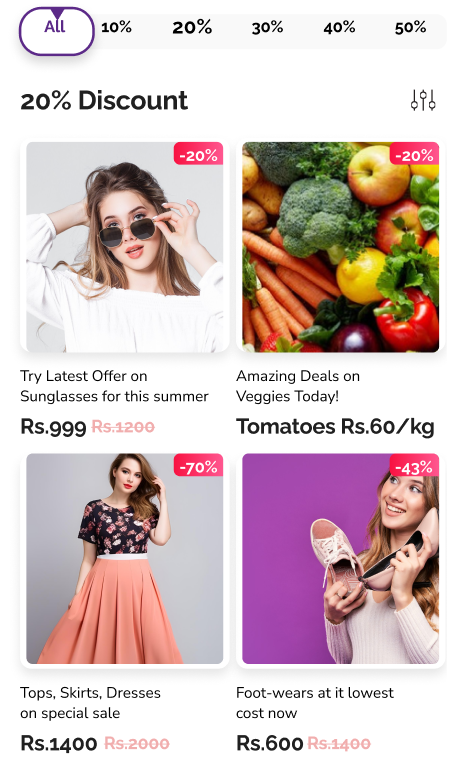 All 10% 20% 30% 40% 50%
20% Discount
-20% -20%
Try Latest Offer on
Sunglasses for this summer
Rs.999 Rs.1200
Amazing Deals on
Veggies Today!
Tomatoes Rs.60/kg
-70% -43%
Tops, Skirts, Dresses
on special sale
Rs.1400 Rs.2000
Foot-wears at it lowest
cost now
Rs.600 Rs.1400